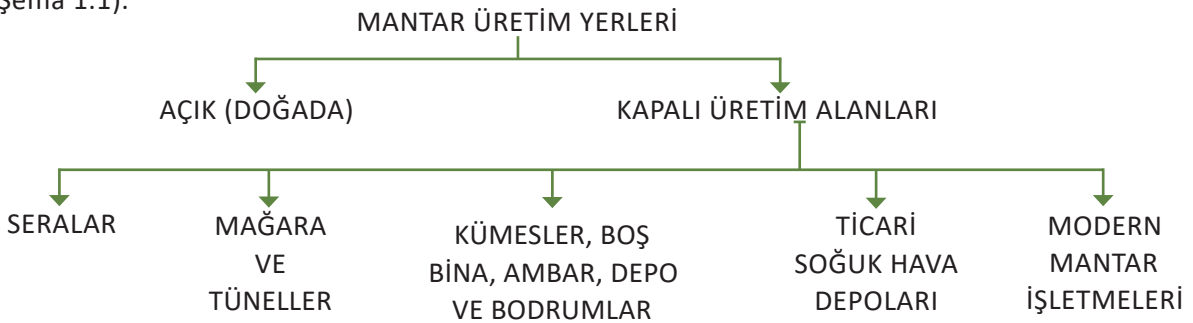 Şema 1.1).
MANTAR ÜRETİM YERLERİ
AÇIK (DOĞADA)
KAPALI ÜRETİM ALANLARI
SERALAR
MAĞARA
VE
TÜNELLER
KÜMESLER, BOŞ
BİNA, AMBAR, DEPO
VE BODRUMLAR
TİCARİ
SOĞUK HAVA
DEPOLARI
MODERN
MANTAR
İŞLETMELERİ